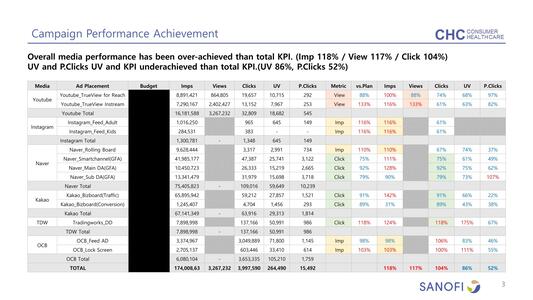 Campaign Performance Achievement
CHC CONSUMER HEALTHCARE
Overall media performance has been over-achieved than total KPI. (Imp 118% / View 117% / Click 104%)
UV and P.Clicks UV and KPI underachieved than total KPI.(UV 86%, P.Clicks 52%)
Media Ad Placement Budget Imps Views Clicks UV P.Clicks Metric vs.Plan Imps Views Clicks UV P.Clicks
Youtube
Youtube_TrueView for Reach 8,891,421 864,805 19,657 10,715 292 View 88% 100% 88% 74% 68% 97%
Youtube_TrueView Instream 7,290,167 2,402,427 13,152 7,967 253 View 133% 116% 133% 61% 63% 82%
Youtube Total 16,181,588 3,267,232 32,809 18,682 545
Instagram
Instagram_Feed_Adult 1,016,250 965 645 149 Imp 116% 116% 61%
Instagram_Feed_Kids 284,531 383 - - Imp 116% 116% 61%
Instagram Total 1,300,781 - 1,348 645 149
Naver
Naver_Rolling Board 9,628,444 3,317 2,991 734 Imp 110% 110% 67% 74% 37%
Naver_Smartchannel(GFA) 41,985,177 47,387 25,741 3,122 Click 75% 111% 75% 61% 49%
Naver_Main DA(GFA) 10,450,723 26,333 15,219 2,665 Click 92% 128% 92% 75% 62%
Naver_Sub DA(GFA) 13,341,479 31,979 15,698 3,718 Click 79% 90% 79% 73% 107%
Naver Total 75,405,823 - 109,016 59,649 10,239
Kakao
Kakao_Bizboard(Traffic) 65,895,942 59,212 27,857 1,521 Click 91% 142% 91% 66% 22%
Kakao_Bizboard(Conversion) 1,245,407 4,704 1,456 293 Click 89% 31% 89% 43% 38%
Kakao Total 67,141,349 - 63,916 29,313 1,814
TDW Tradingworks_DD 7,898,502 137,166 50,991 986 Click 118% 124% 118% 175% 67%
TDW Total 7,898,502 - 137,166 50,991 986
OCB
OCB_Feed AD 3,374,967 3,049,889 71,800 1,145 Imp 98% 98% 106% 83% 46%
OCB_Lock Screen 2,705,137 603,446 33,410 614 Imp 103% 103% 100% 111% 55%
OCB Total 6,080,104 - 3,653,335 105,210 1,759
TOTAL 174,008,63 3,267,232 3,997,590 264,490 15,492 118% 117% 104% 86% 52%
SANOFI
3